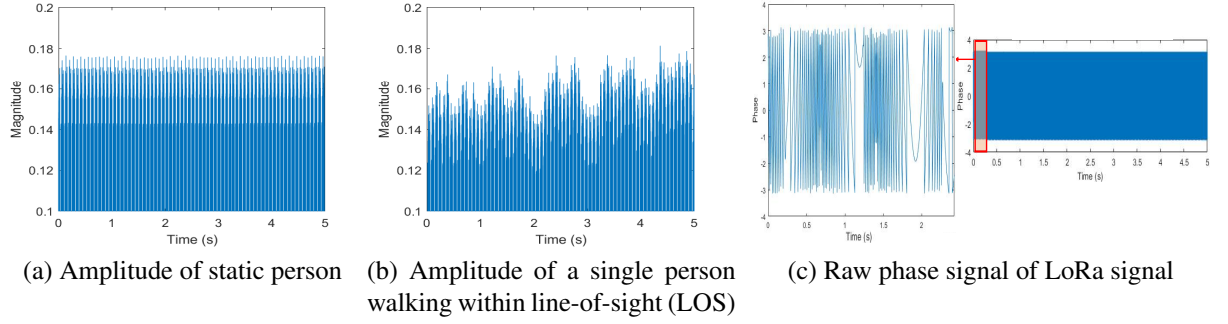 0.2
0.18
0.16
0.14
0.12
0.1
Magnitude
0 1 2 3 4 5
Time (s)
(a) Amplitude of static person
0.2
0.18
0.16
0.14
0.12
0.1
Magnitude
0 1 2 3 4 5
Time (s)
(b) Amplitude of a single person
walking within line-of-sight (LOS)
4
3
2
1
0
-1
-2
-3
-4
Phase
0 0.5 1 1.5 2
Time (s)
4
2
0
-2
-4
Phase
0 0.5 1 1.5 2 2.5 3 3.5 4 4.5 5
Time (s)
(c) Raw phase signal of LoRa signal